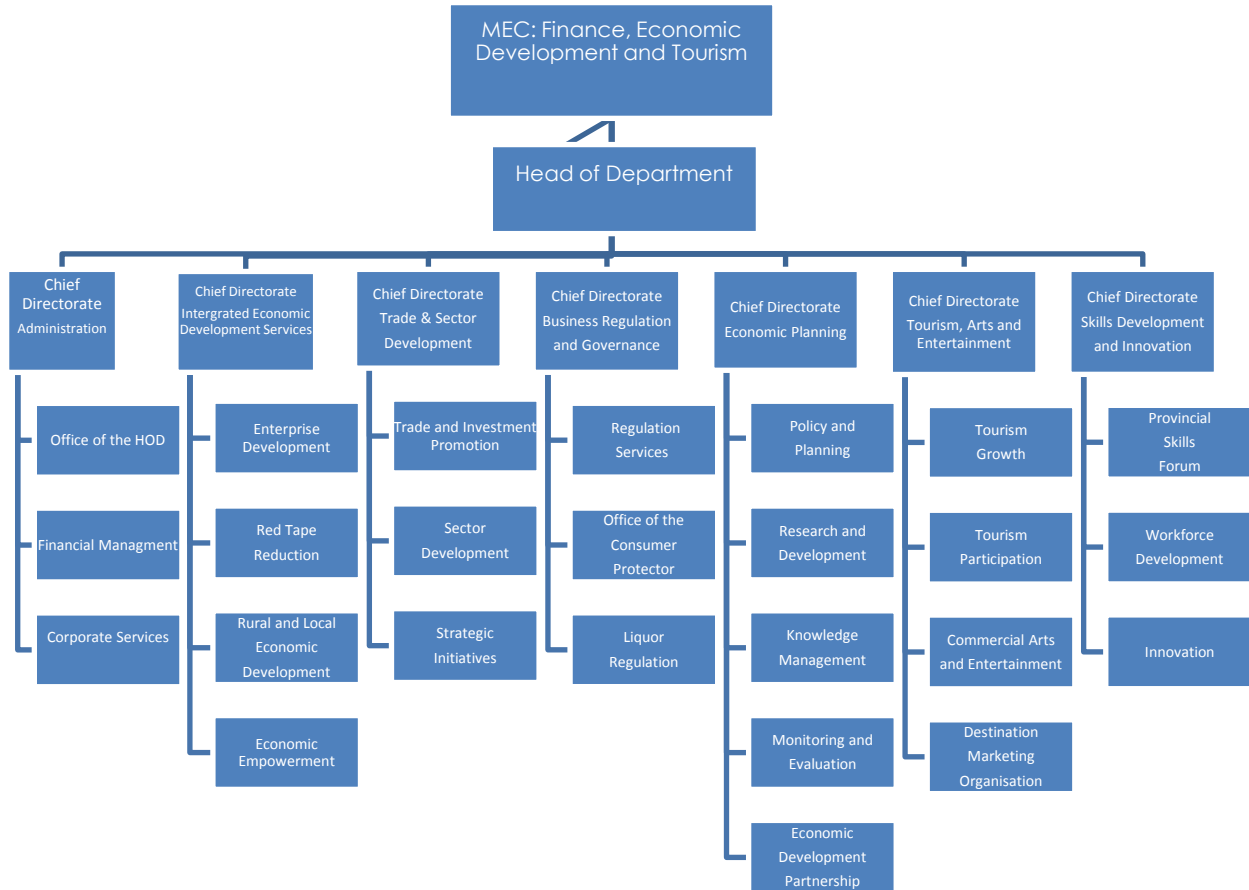 MEC: Finance, Economic
Development and Tourism
Head of Department
Chief
Directorate
Administration
Office of the HOD
Financial Managment
Corporate Services
Chief Directorate
Intergrated Economic
Development Services
Enterprise
Development
Red Tape
Reduction
Rural and Local
Economic
Development
Economic
Empowerment
Chief Directorate
Trade & Sector
Development
Trade and Investment
Promotion
Sector
Development
Strategic
Initiatives
Chief Directorate
Business Regulation
and Governance
Regulation
Services
Office of the
Consumer
Protector
Liquor
Regulation
Chief Directorate
Economic Planning
Policy and
Planning
Research and
Development
Knowledge
Management
Monitoring and
Evaluation
Economic
Development
Partnership
Chief Directorate
Tourism, Arts and
Entertainment
Tourism
Growth
Tourism
Participation
Commercial Arts
and Entertainment
Destination
Marketing
Organisation
Chief Directorate
Skills Development
and Innovation
Provincial
Skills
Forum
Workforce
Development
Innovation